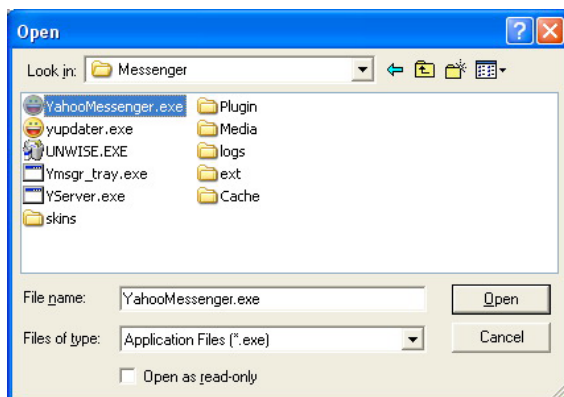 Open
Look in: Messenger
YahooMessenger.exe
yupdater.exe
UNWISE.EXE
Ymsgr_tray.exe
YServer.exe
skins
Plugin
Media
logs
ext
Cache
File name: YahooMessenger.exe Open
Files of type: Application Files (*.exe) Cancel
Open as read-only